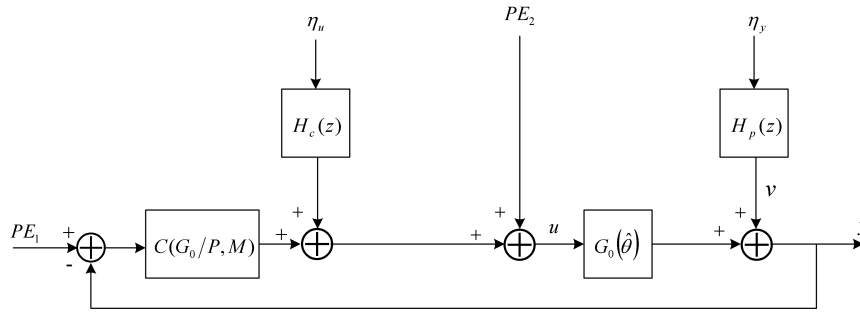 η_u
PE_2
η_y
H_c(z)
H_p(z)
v
PE_1
+
-
C(G_0/P, M)
+
+
+
+
u
G_0(θ̂)
+
+